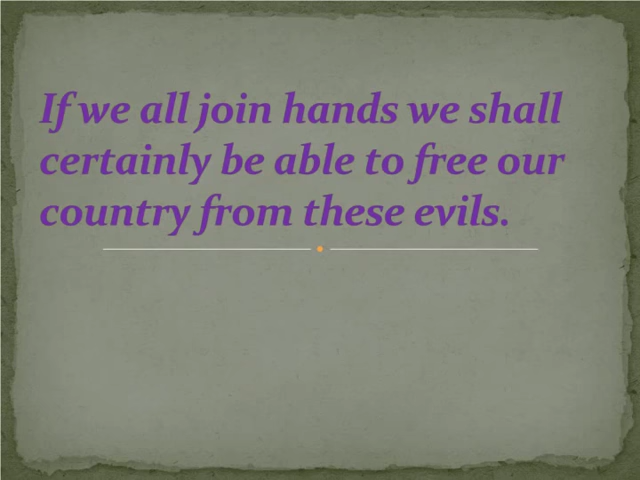 If we all join hands we shall
certainly be able to free our
country from these evils.